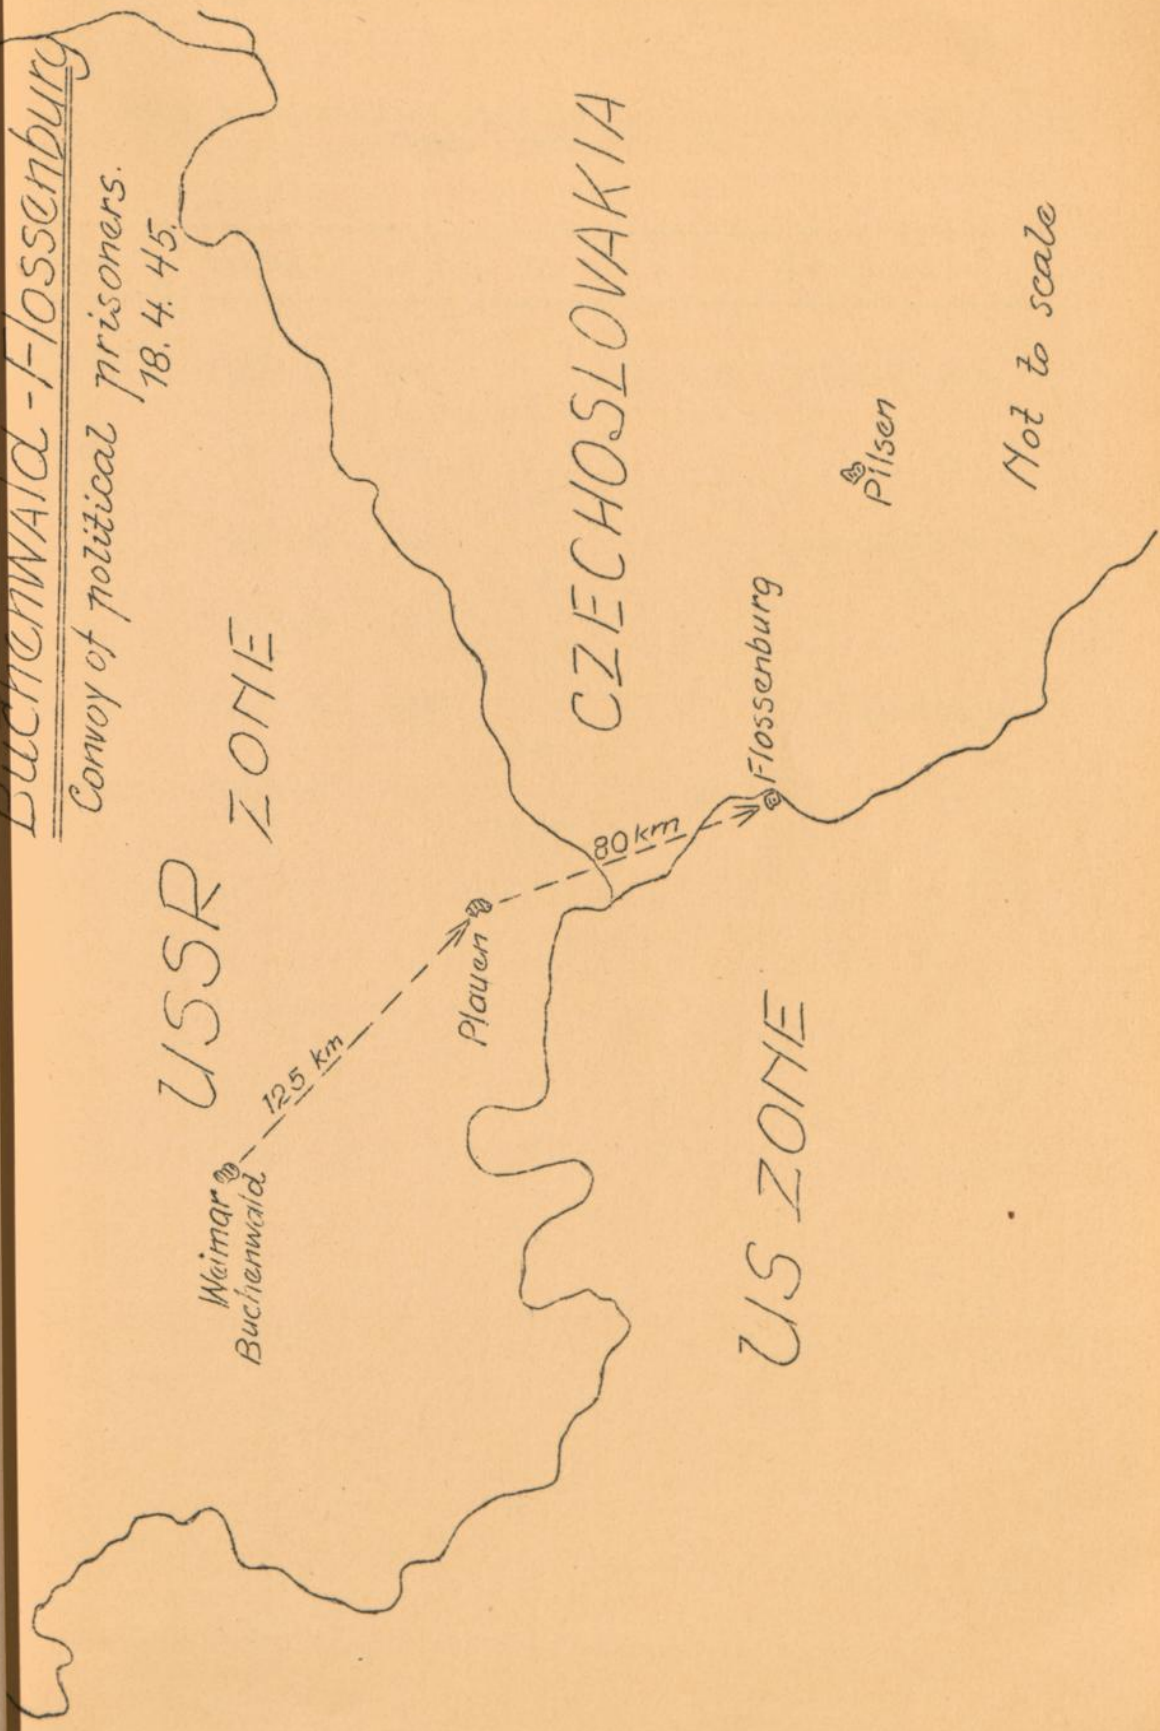 Buchenwald-Flossenburg
Convoy of political prisoners.
18. 4. 45.
USSR ZONE
Weimar
Buchenwald
125 km
Plauen
80 km
Flossenburg
CZECHOSLOVAKIA
Pilsen
US ZONE
Not to scale